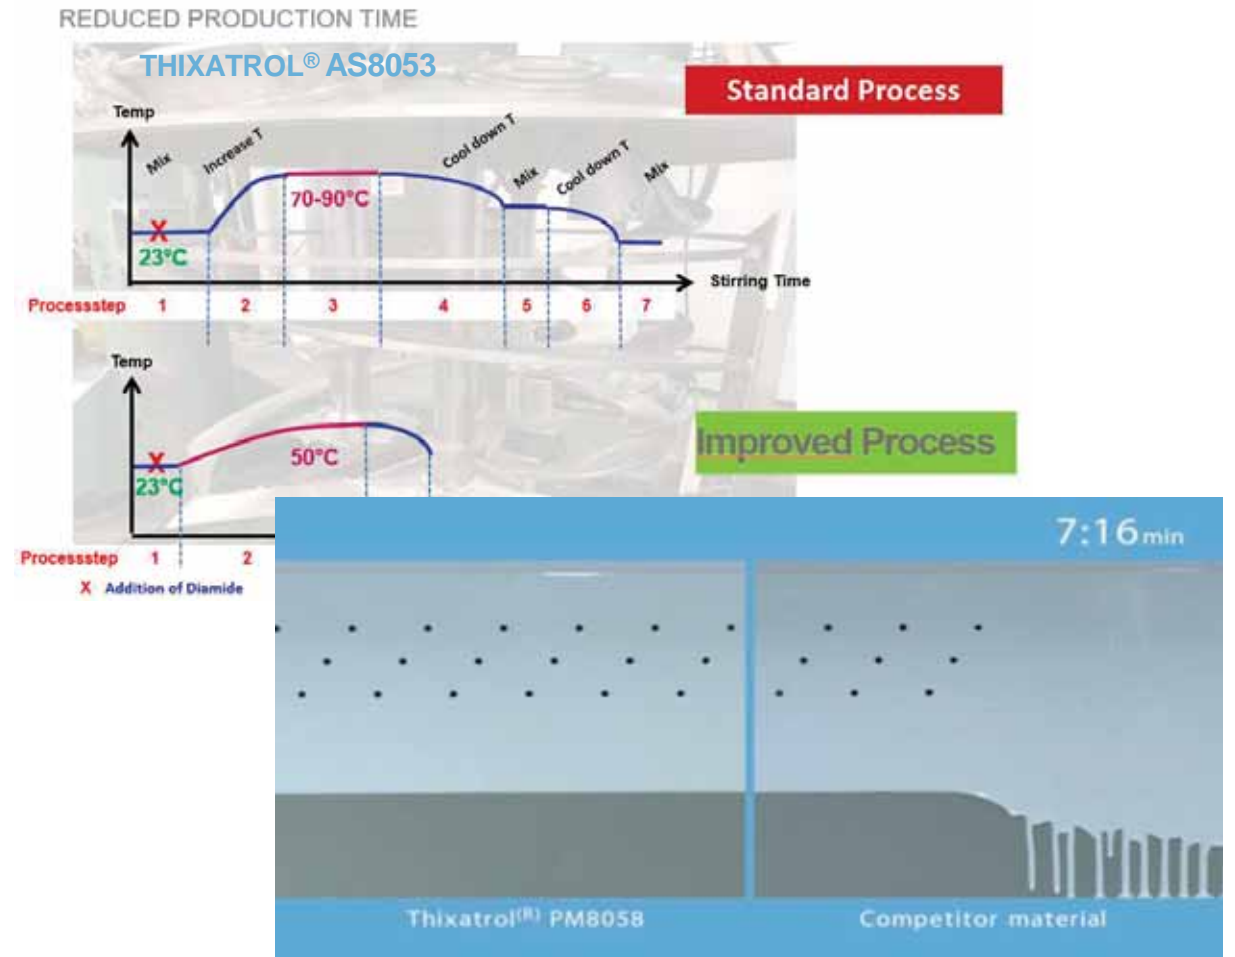 REDUCED PRODUCTION TIME
THIXATROL® AS8053
Standard Process
Temp
Mix
Increase T
Cool down T
Mix
Cool down T
Mix
70-90°C
23°C
Stirring Time
Processstep 1 2 3 4 5 6 7
Temp
Improved Process
50°C
23°C
Processstep 1 2
X Addition of Diamide
7:16 min
Thixatrol(R) PM8058
Competitor material